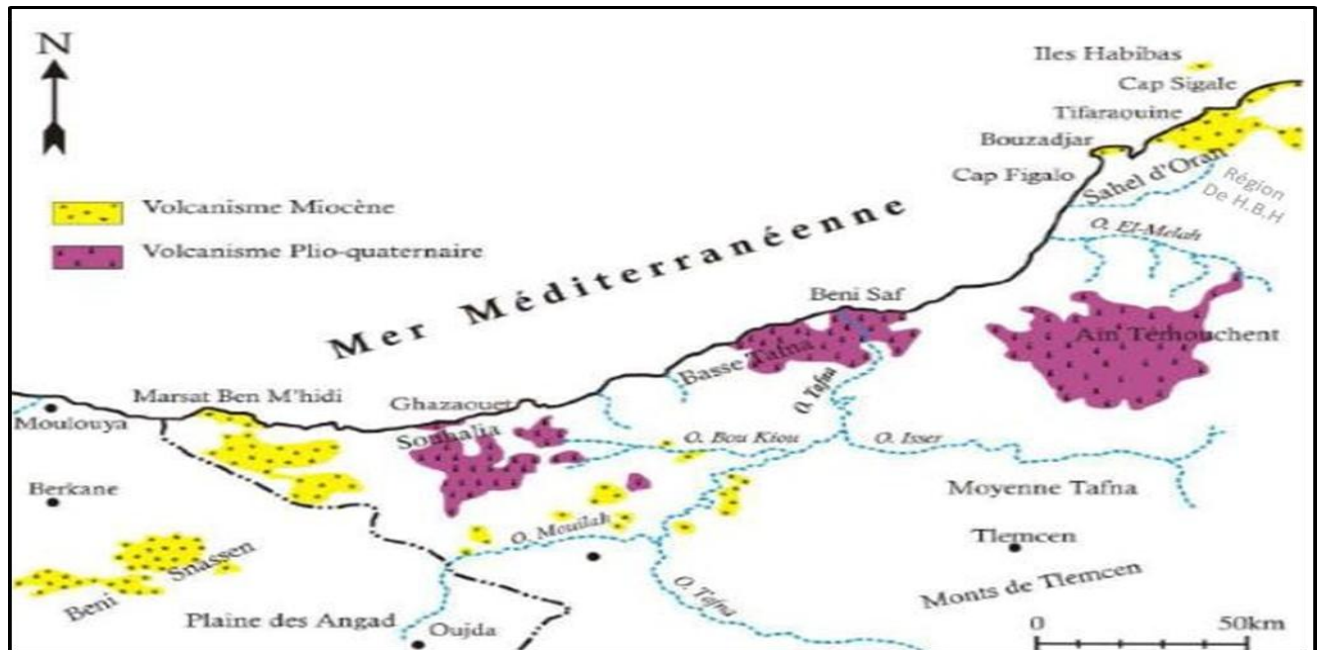 N
Iles Habibas
Cap Sigale
Tifaraouine
Bouzadjar
Cap Figalo
Sahel d'Oran
Région
De H.B.H
O. El-Melah
Volcanisme Miocène
Volcanisme Plio-quaternaire
Mer Méditerranéenne
Beni Saf
Ain Témouchent
Basse Tafna
O. Tafna
Marsat Ben M'hidi
Ghazaouet
Moulouya
Souhalia
O. Bou Kiou
O. Isser
Berkane
Moyenne Tafna
O. Mouilah
Tlemcen
Beni Snassen
O. Tafna
Monts de Tlemcen
Plaine des Angad
Oujda
0 50km